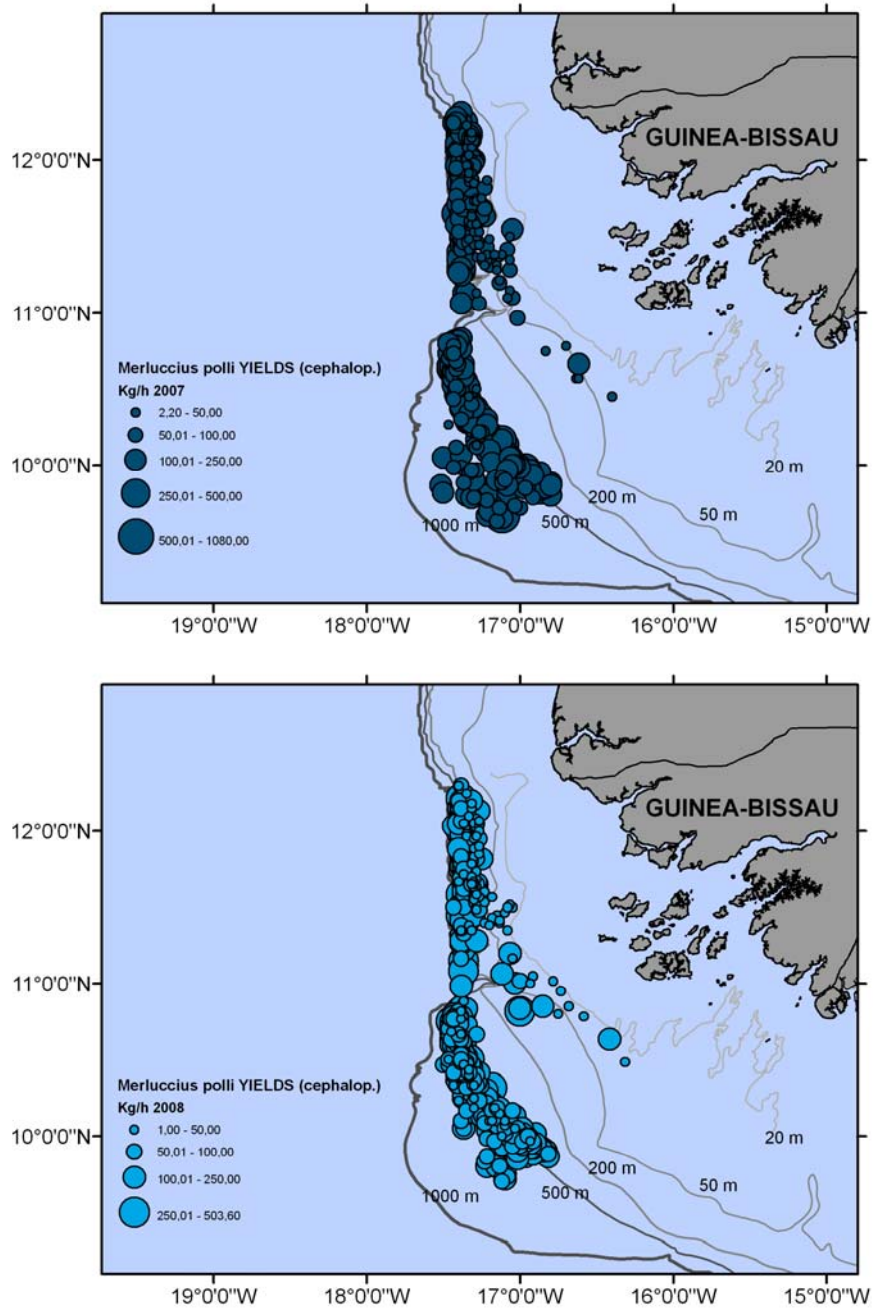 GUINEA-BISSAU
12°0'0"N
11°0'0"N
10°0'0"N
Merluccius polli YIELDS (cephalop.)
Kg/h 2007
2,20 - 50,00
50,01 - 100,00
100,01 - 250,00
250,01 - 500,00
500,01 - 1080,00
20 m
200 m
50 m
500 m
1000 m
19°0'0"W 18°0'0"W 17°0'0"W 16°0'0"W 15°0'0"W
GUINEA-BISSAU
12°0'0"N
11°0'0"N
10°0'0"N
Merluccius polli YIELDS (cephalop.)
Kg/h 2008
1,00 - 50,00
50,01 - 100,00
100,01 - 250,00
250,01 - 503,60
20 m
200 m
50 m
500 m
1000 m
19°0'0"W 18°0'0"W 17°0'0"W 16°0'0"W 15°0'0"W